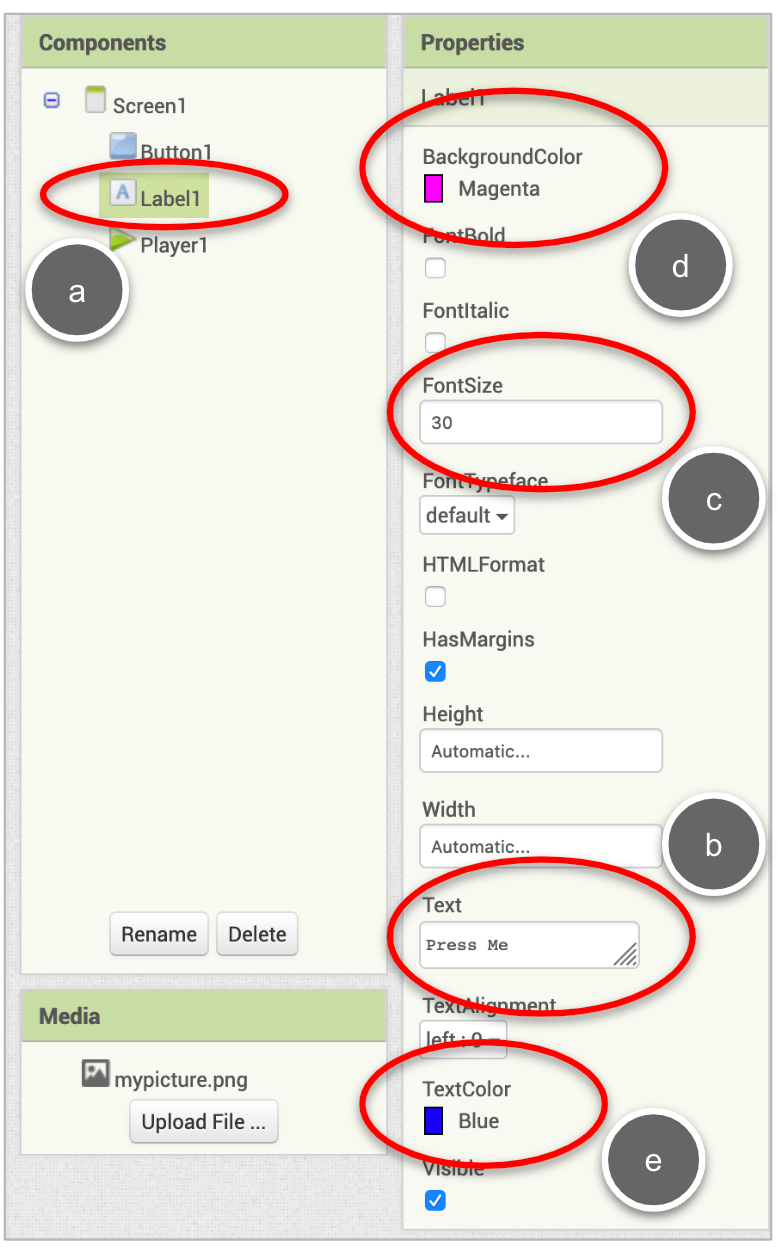 Components
Screen1
Button1
Label1
Player1
a
Rename Delete
Media
mypicture.png
Upload File ...
Properties
Label1
BackgroundColor
Magenta
FontBold
d
FontItalic
FontSize
30
FontTypeface
c
default
HTMLFormat
HasMargins
Height
Automatic...
Width
b
Automatic...
Text
Press Me
TextAlignment
left : 0
TextColor
Blue
e
Visible